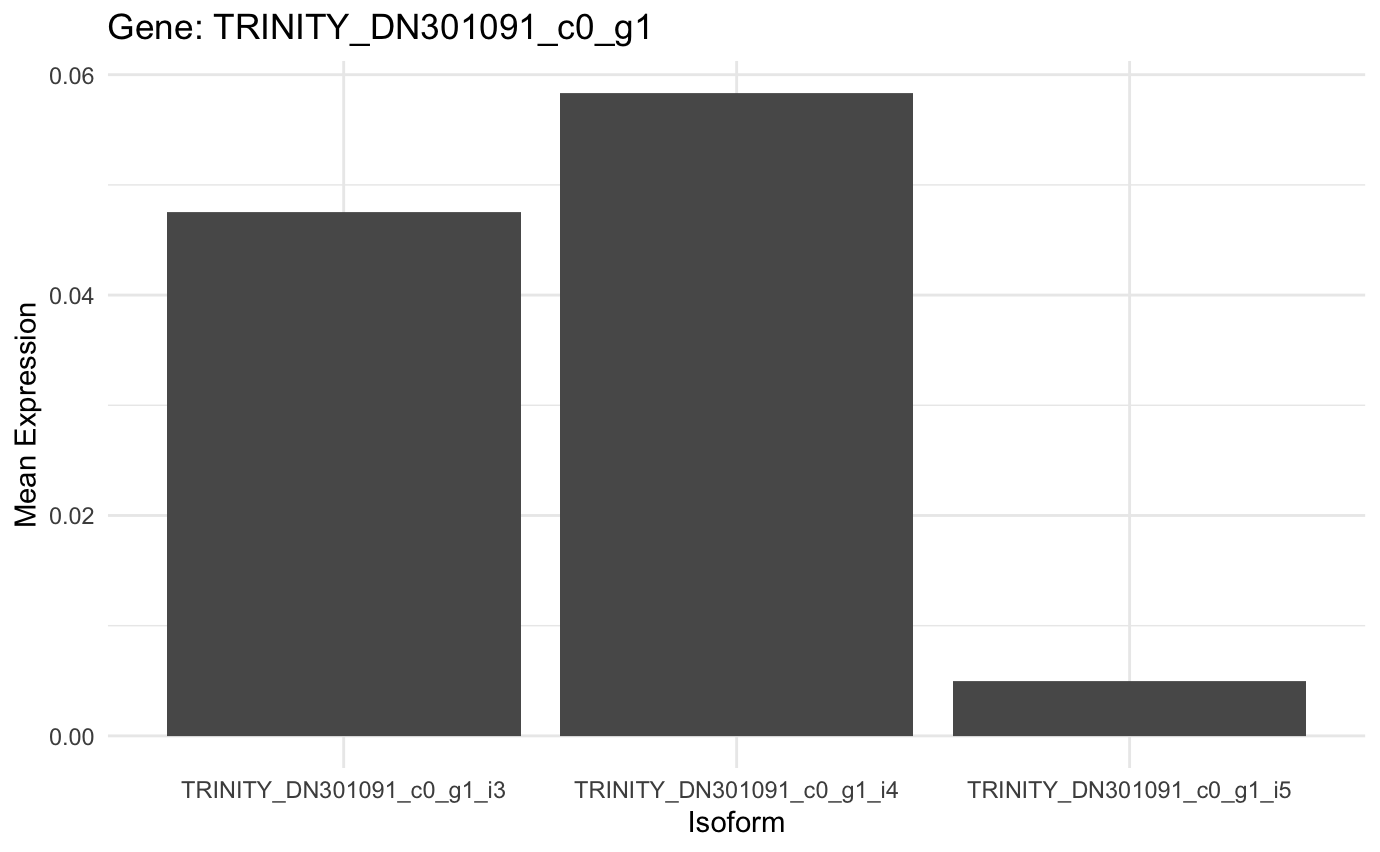 Gene: TRINITY_DN301091_c0_g1
0.06
0.04
0.02
0.00
Mean Expression
TRINITY_DN301091_c0_g1_i3 TRINITY_DN301091_c0_g1_i4 TRINITY_DN301091_c0_g1_i5
Isoform